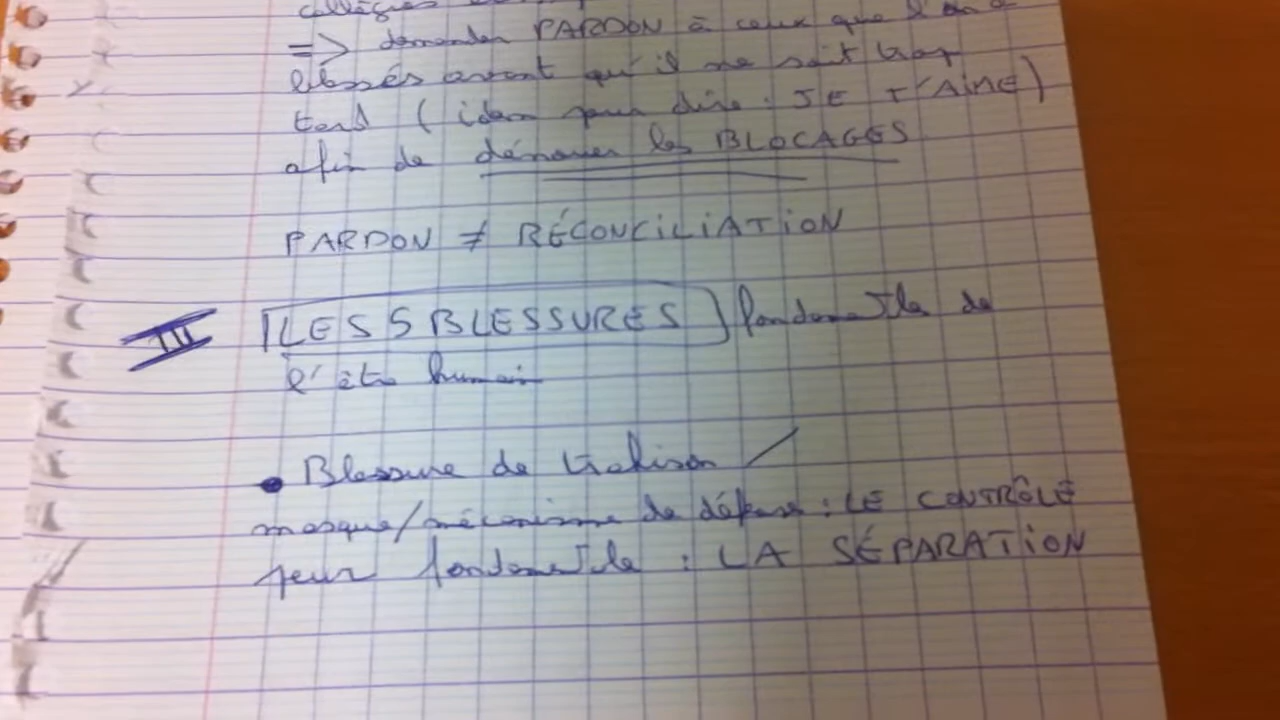 collègues
=> demander PARDON à ceux que l'on a
blessés avant qu'il ne soit trop
tard (idem pour dire : JE T'AIME)
afin de dénouer les BLOCAGES
PARDON ≠ RÉCONCILIATION
III LES 5 BLESSURES fondamentale de
l'être humain
• Blessure de trahison /
masque/mécanisme de défense : LE CONTRÔLE
peur fondamentale : LA SÉPARATION